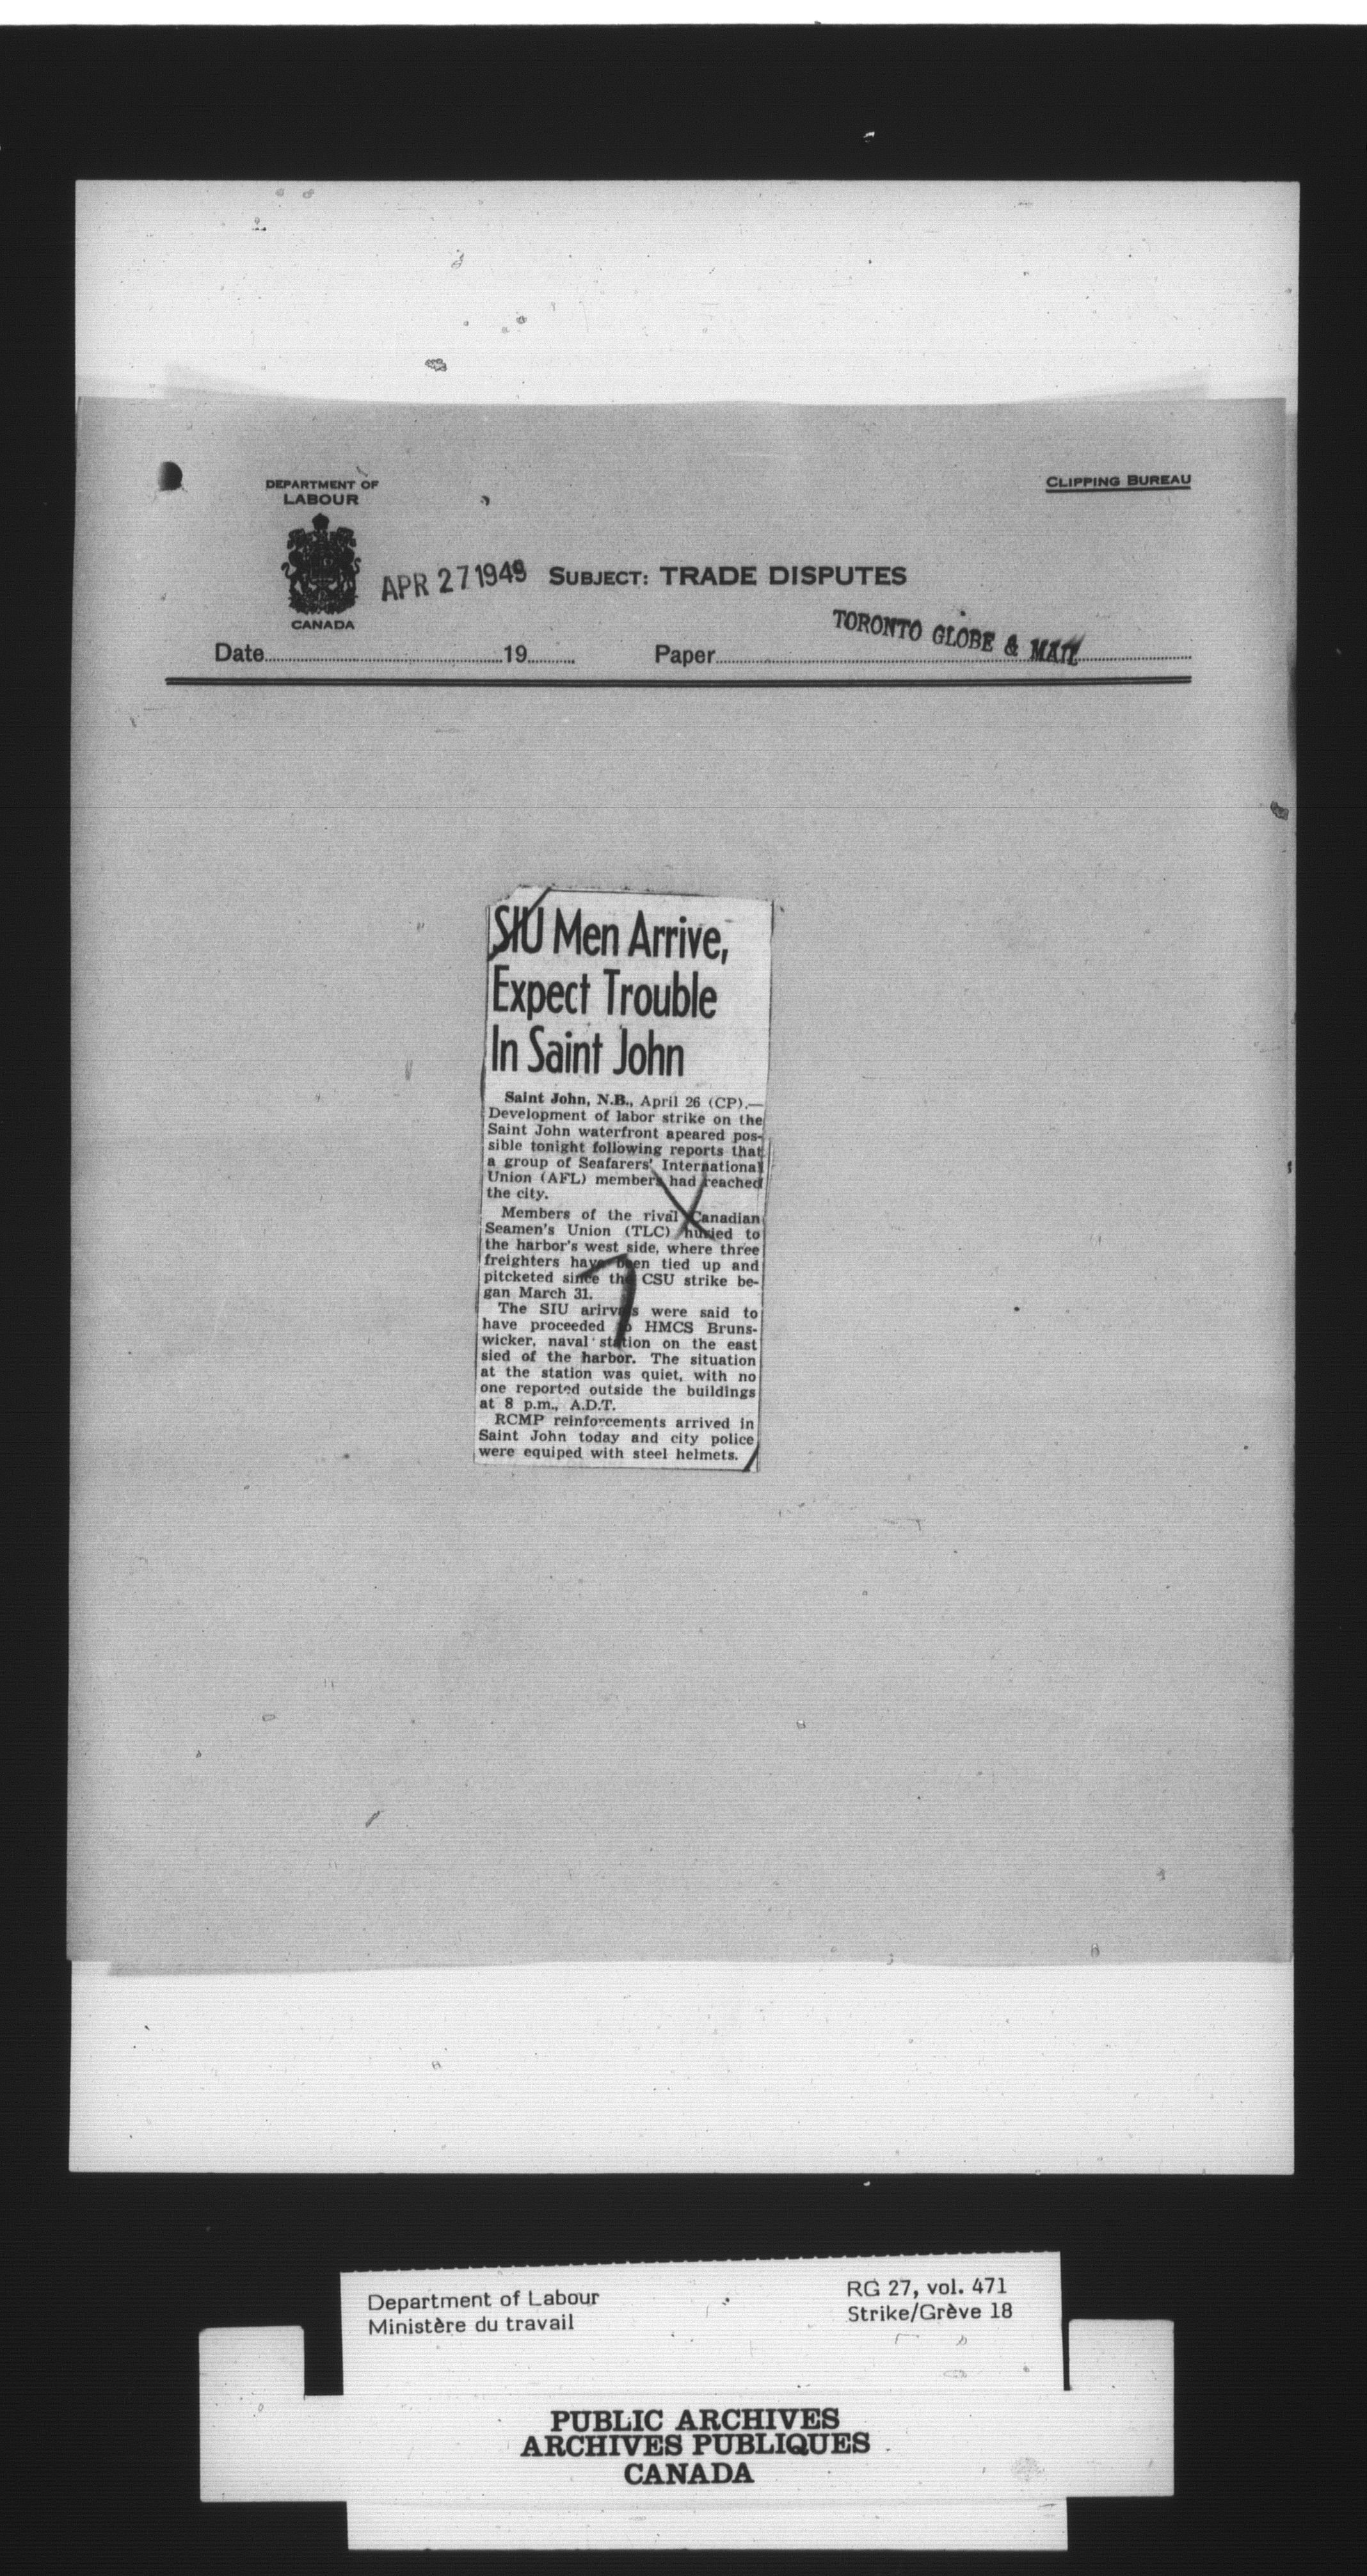 DEPARTMENT OF
LABOUR
CANADA
CLIPPING BUREAU
APR 27 1949
SUBJECT: TRADE DISPUTES
TORONTO GLOBE & MAIL
Date..........19.......... Paper..........
SIU Men Arrive,
Expect Trouble
In Saint John
Saint John, N.B., April 26 (CP).—
Development of labor strike on the
Saint John waterfront apeared pos-
sible tonight following reports that
a group of Seafarers' International
Union (AFL) members had reached
the city.
Members of the rival Canadian
Seamen's Union (TLC) huried to
the harbor's west side, where three
freighters have been tied up and
pitcketed since the CSU strike be-
gan March 31.
The SIU arirvals were said to
have proceeded to HMCS Bruns-
wicker, naval station on the east
sied of the harbor. The situation
at the station was quiet, with no
one reported outside the buildings
at 8 p.m., A.D.T.
RCMP reinforcements arrived in
Saint John today and city police
were equiped with steel helmets.
Department of Labour
Ministère du travail
RG 27, vol. 471
Strike/Grève 18
PUBLIC ARCHIVES
ARCHIVES PUBLIQUES
CANADA